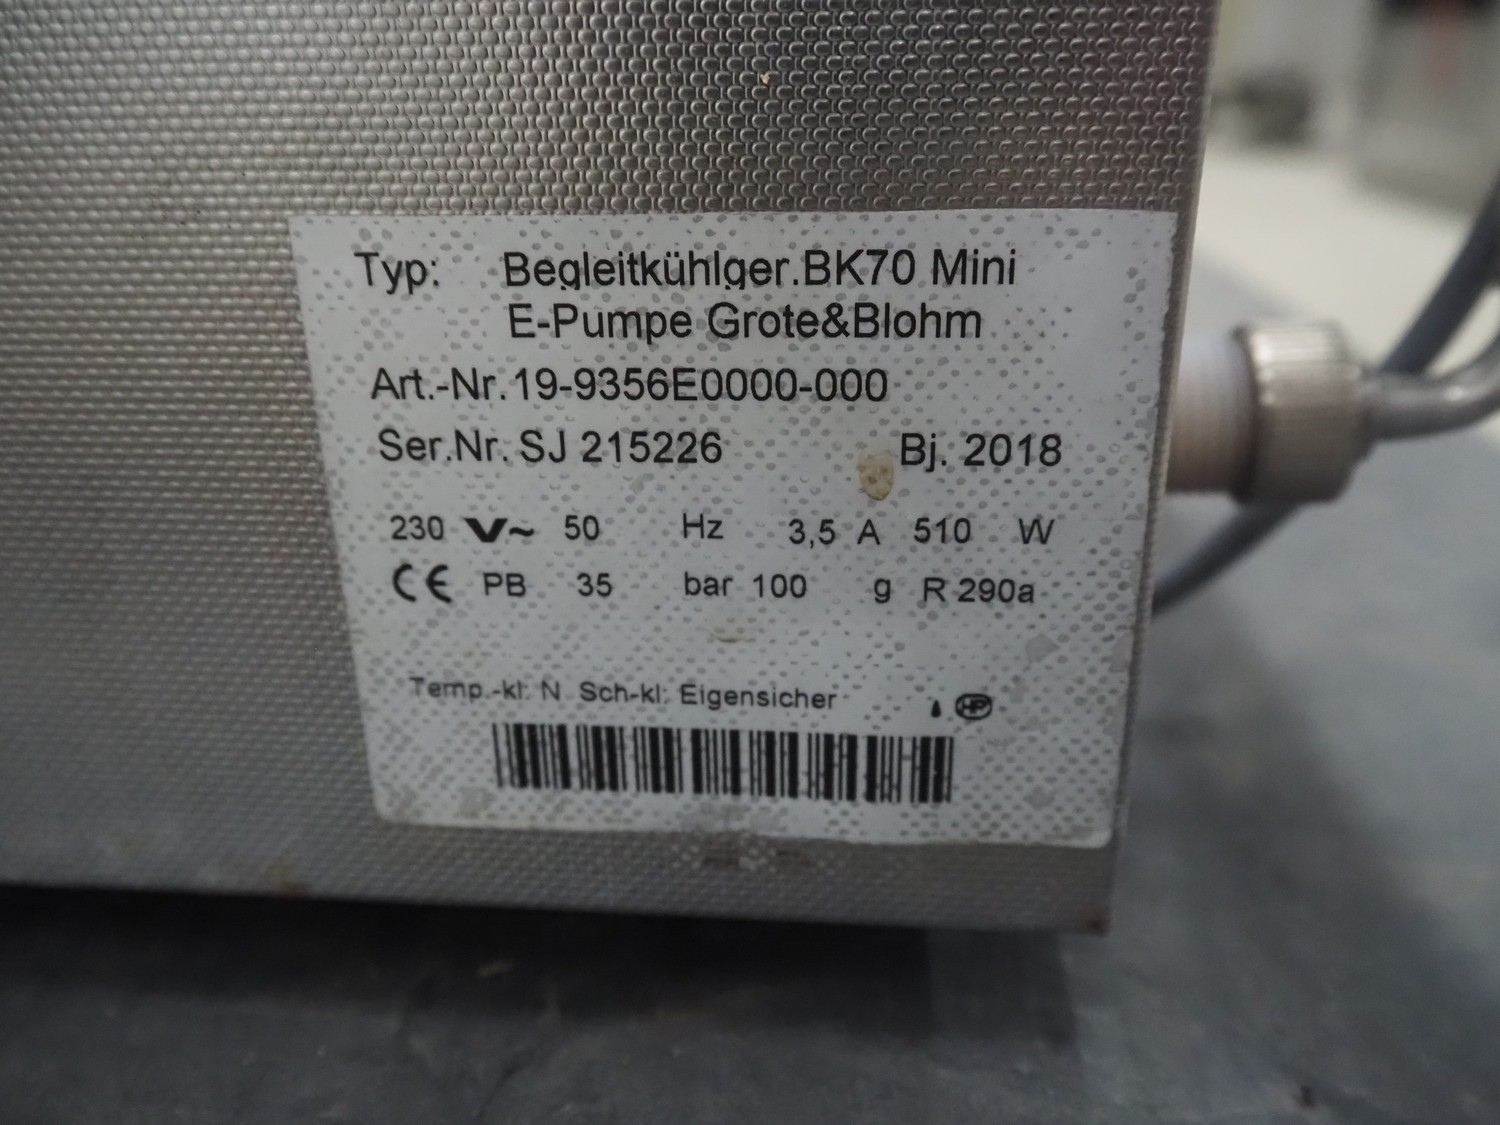 Typ: Begleitkühlger.BK70 Mini
E-Pumpe Grote&Blohm
Art.-Nr.19-9356E0000-000
Ser.Nr. SJ 215226 Bj. 2018
230 V~ 50 Hz 3,5 A 510 W
CE PB 35 bar 100 g R 290a
Temp.-kl: N Sch-kl: Eigensicher HP